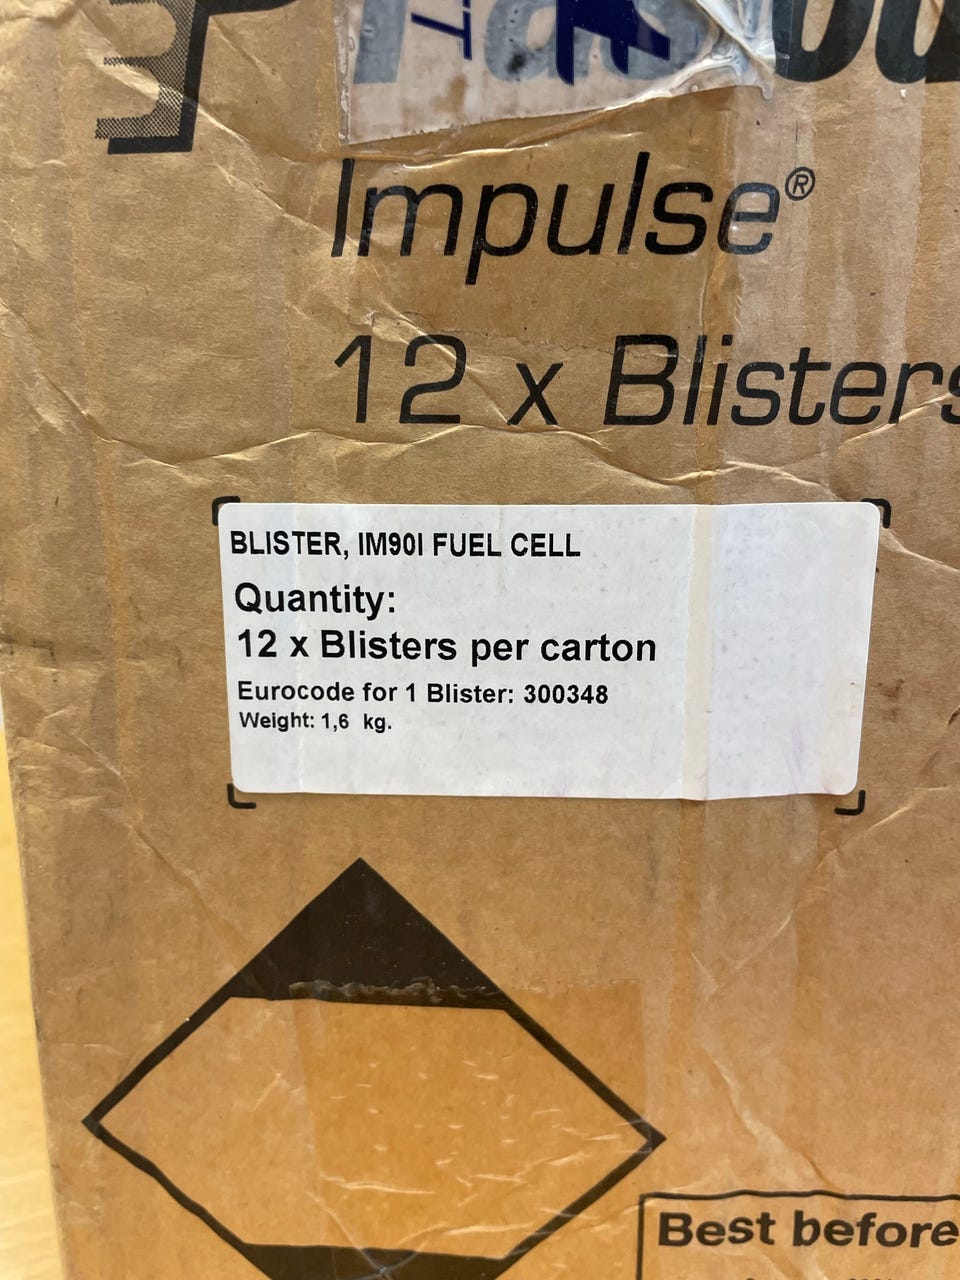 Impulse®
12 x Blisters
BLISTER, IM90I FUEL CELL
Quantity:
12 x Blisters per carton
Eurocode for 1 Blister: 300348
Weight: 1,6 kg.
Best before